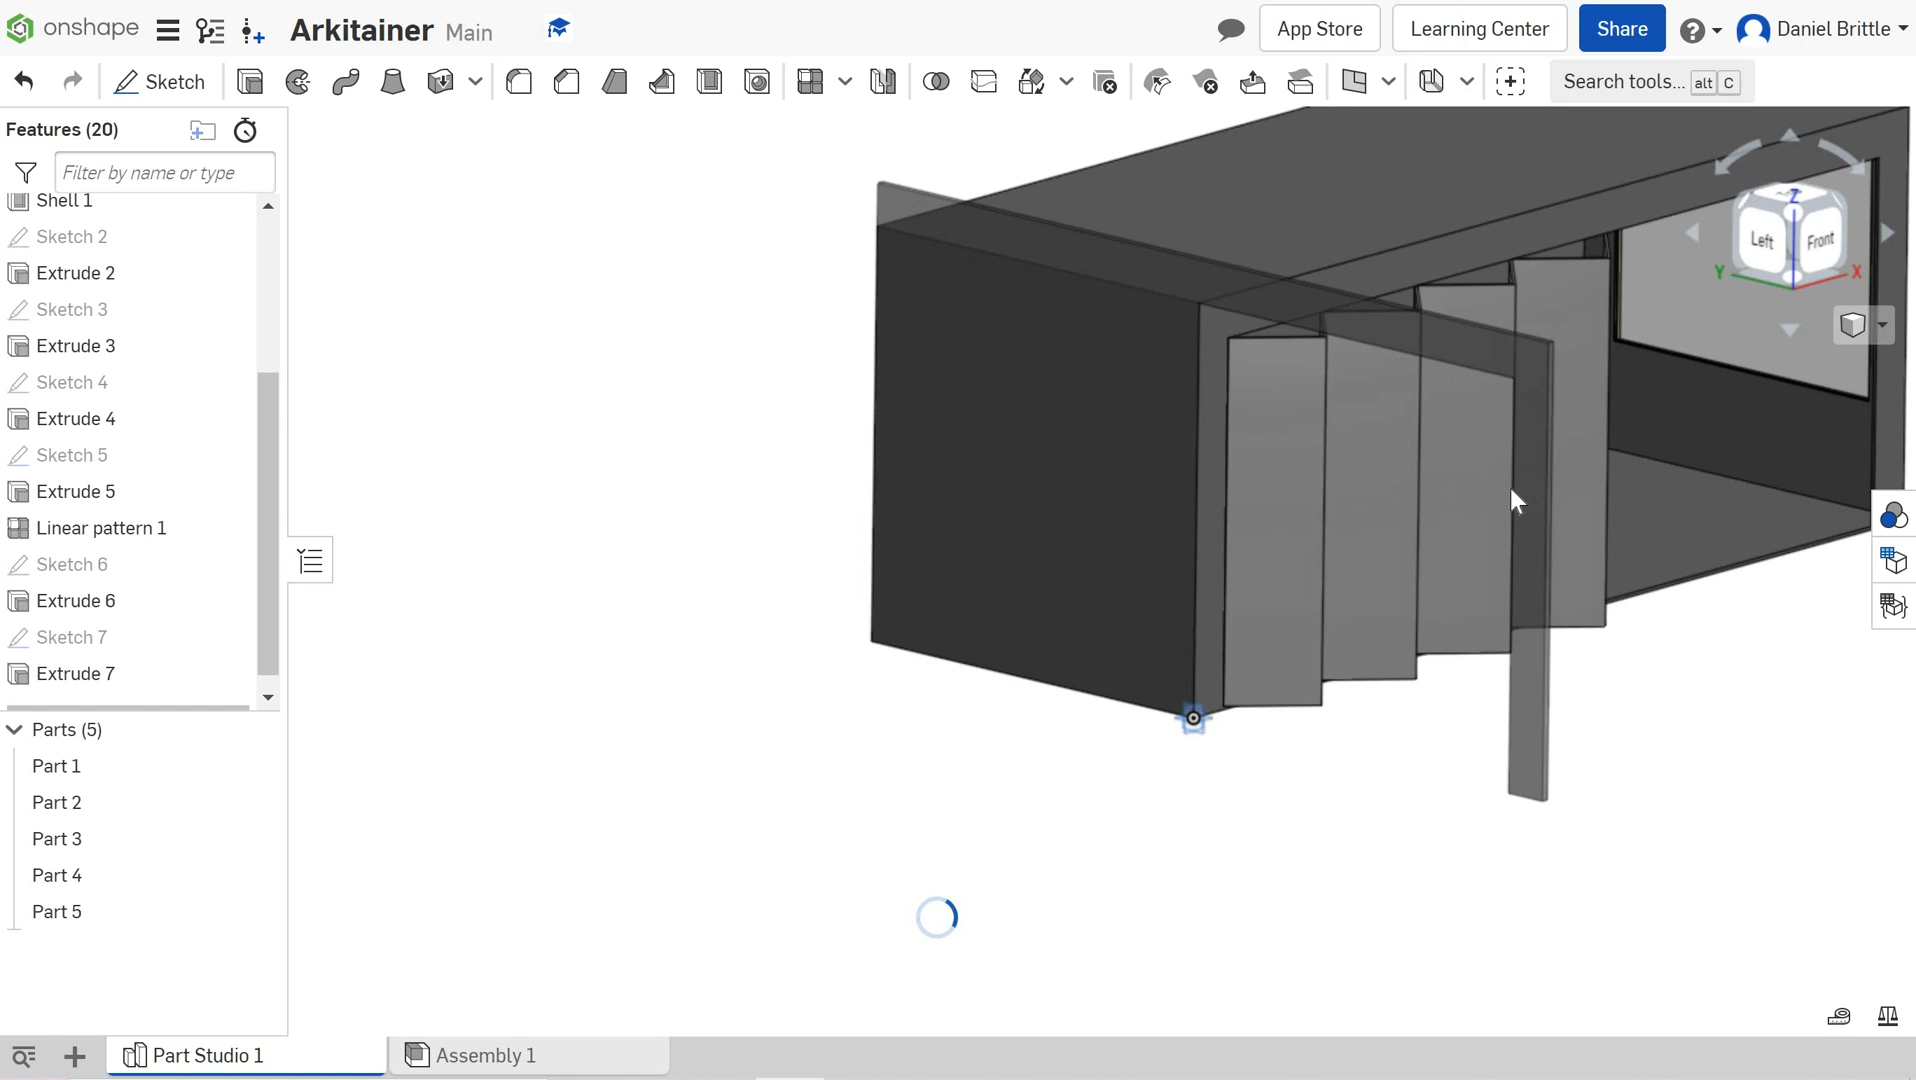 onshape
Arkitainer Main
App Store
Learning Center
Share
Daniel Brittle
Sketch
Search tools... alt C
Features (20)
Filter by name or type
Shell 1
Sketch 2
Extrude 2
Sketch 3
Extrude 3
Sketch 4
Extrude 4
Sketch 5
Extrude 5
Linear pattern 1
Sketch 6
Extrude 6
Sketch 7
Extrude 7
Parts (5)
Part 1
Part 2
Part 3
Part 4
Part 5
Z
Left
Front
Y
X
Part Studio 1
Assembly 1